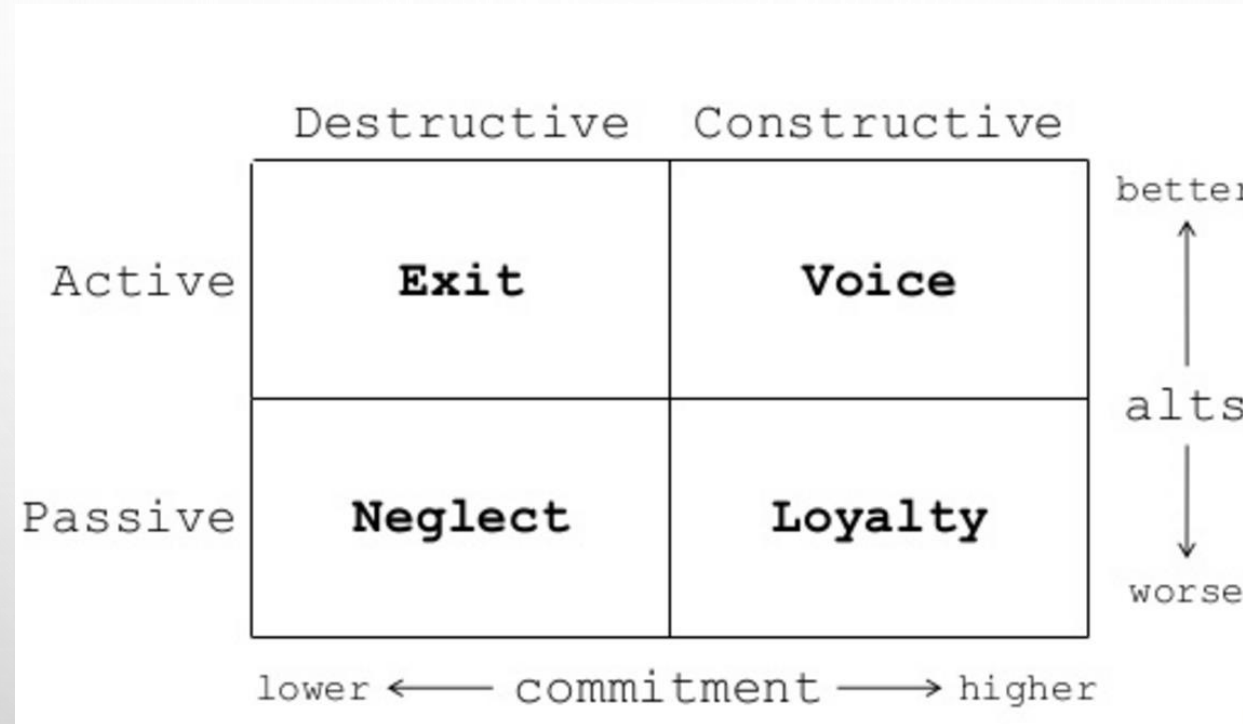 Destructive Constructive
better
Active Exit Voice
alts
Passive Neglect Loyalty
worse
lower commitment higher